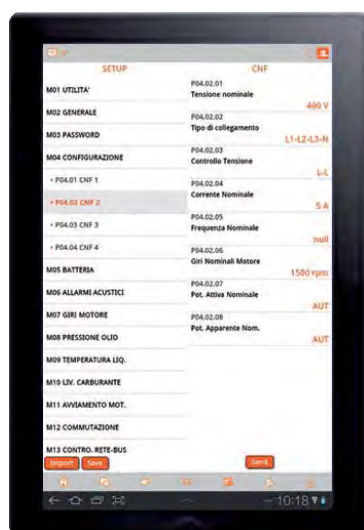 SETUP
M01 UTILITA'
M02 GENERALE
M03 PASSWORD
M04 CONFIGURAZIONE
• P04.01 CNF 1
• P04.02 CNF 2
• P04.03 CNF 3
• P04.04 CNF 4
M05 BATTERIA
M06 ALLARMI ACUSTICI
M07 GIRI MOTORE
M08 PRESSIONE OLIO
M09 TEMPERATURA LIQ.
M10 LIV. CARBURANTE
M11 AVVIAMENTO MOT.
M12 COMMUTAZIONE
M13 CONTRO. RETE-BUS
Import Save
CNF
P04.02.01
Tensione nominale
400 V
P04.02.02
Tipo di collegamento
L1-L2-L3-N
P04.02.03
Controllo Tensione
L-L
P04.02.04
Corrente Nominale
5 A
P04.02.05
Frequenza Nominale
null
P04.02.06
Giri Nominali Motore
1500 rpm
P04.02.07
Pot. Attiva Nominale
AUT
P04.02.08
Pot. Apparente Nom.
AUT
Send
10:18